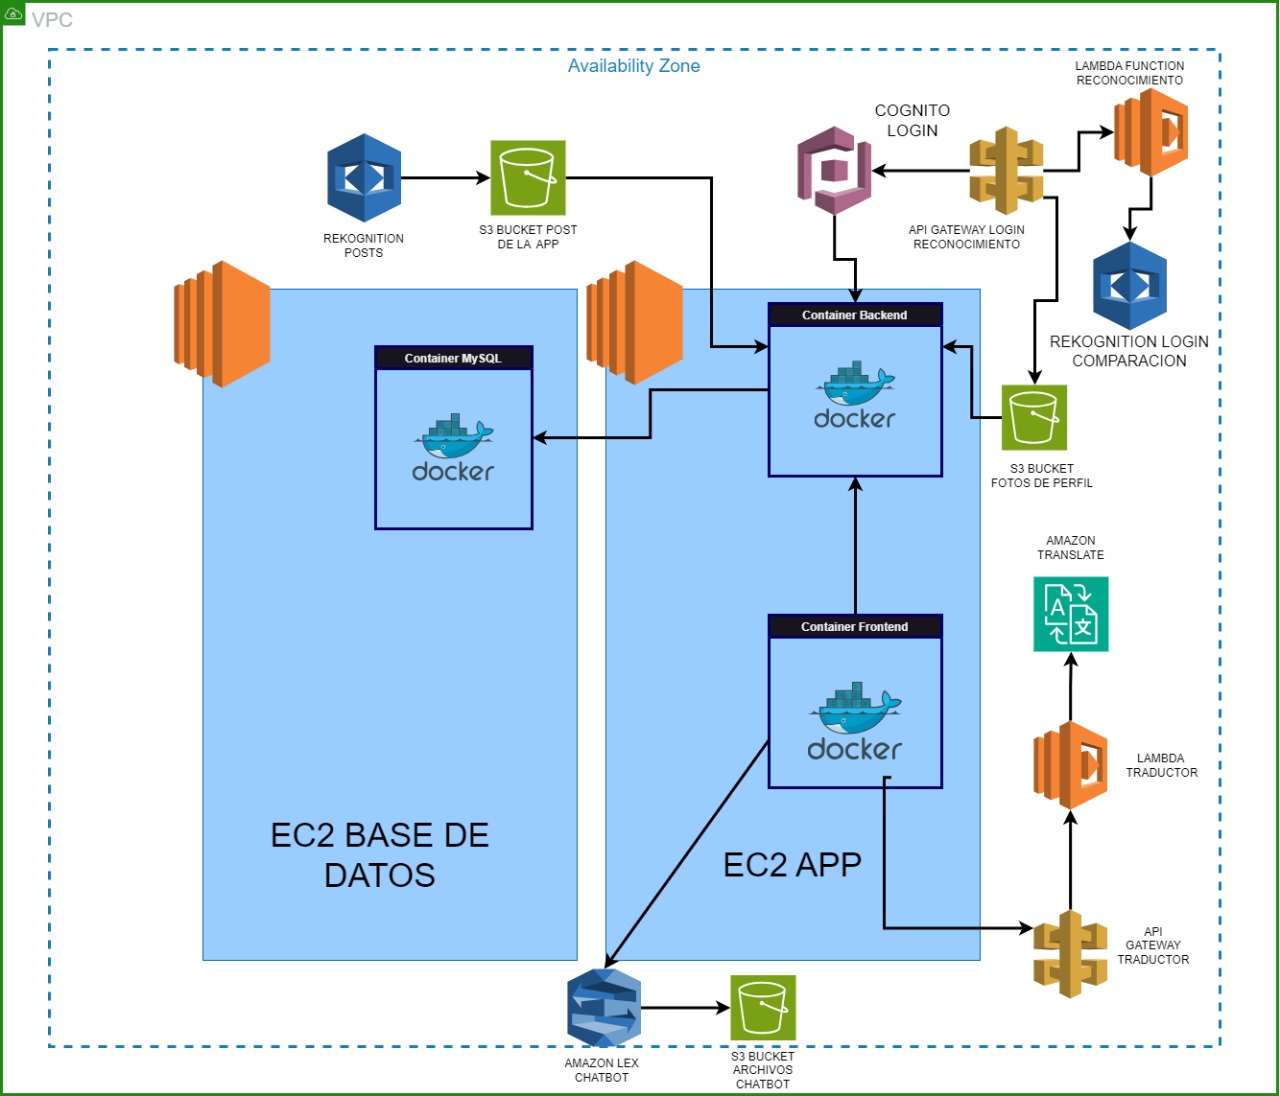 VPC
Availability Zone
LAMBDA FUNCTION
RECONOCIMIENTO
COGNITO
LOGIN
REKOGNITION
POSTS
S3 BUCKET POST
DE LA APP
API GATEWAY LOGIN
RECONOCIMIENTO
REKOGNITION LOGIN
COMPARACION
Container Backend
docker
Container MySQL
docker
S3 BUCKET
FOTOS DE PERFIL
AMAZON
TRANSLATE
A
文
Container Frontend
docker
LAMBDA
TRADUCTOR
EC2 BASE DE
DATOS
EC2 APP
API
GATEWAY
TRADUCTOR
AMAZON LEX
CHATBOT
S3 BUCKET
ARCHIVOS
CHATBOT